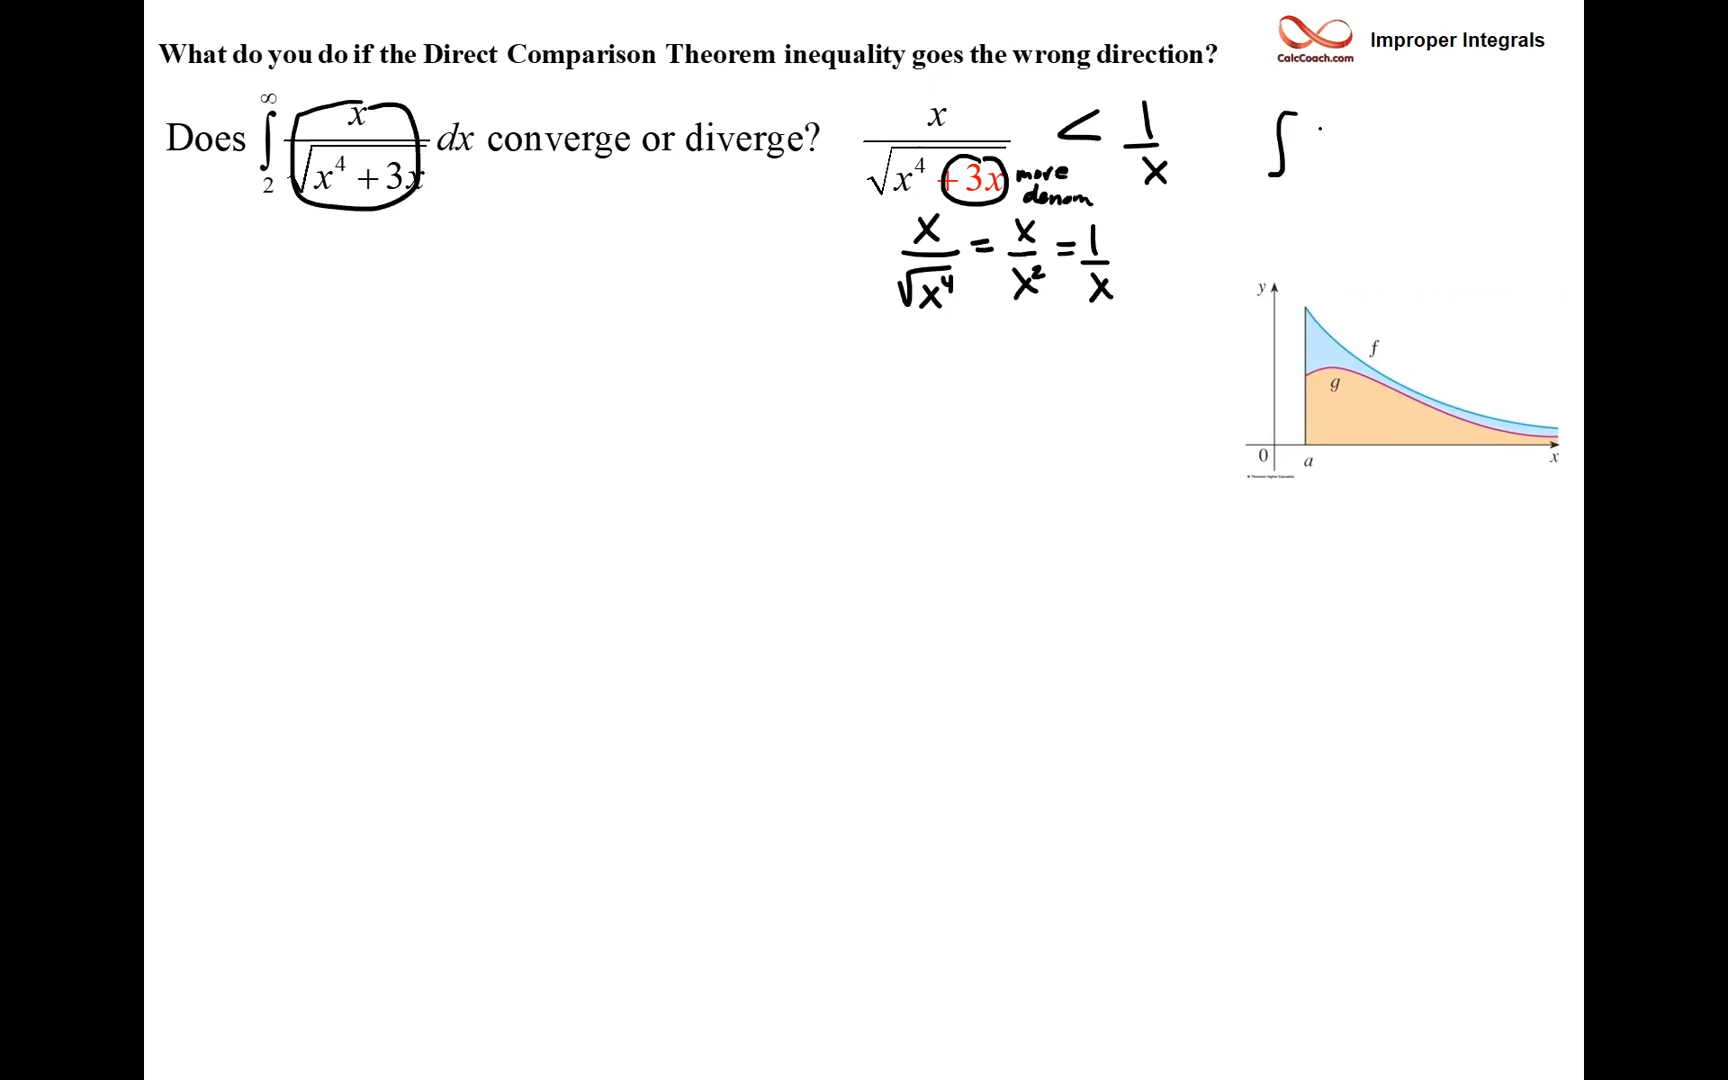 What do you do if the Direct Comparison Theorem inequality goes the wrong direction?
CalcCoach.com
Improper Integrals
Does ∫₂^∞ x/√(x⁴ + 3x) dx converge or diverge?
x/√(x⁴ +3x) < 1/x ∫
more
denom
x/√x⁴ = x/x² = 1/x
y
f
g
0 a x